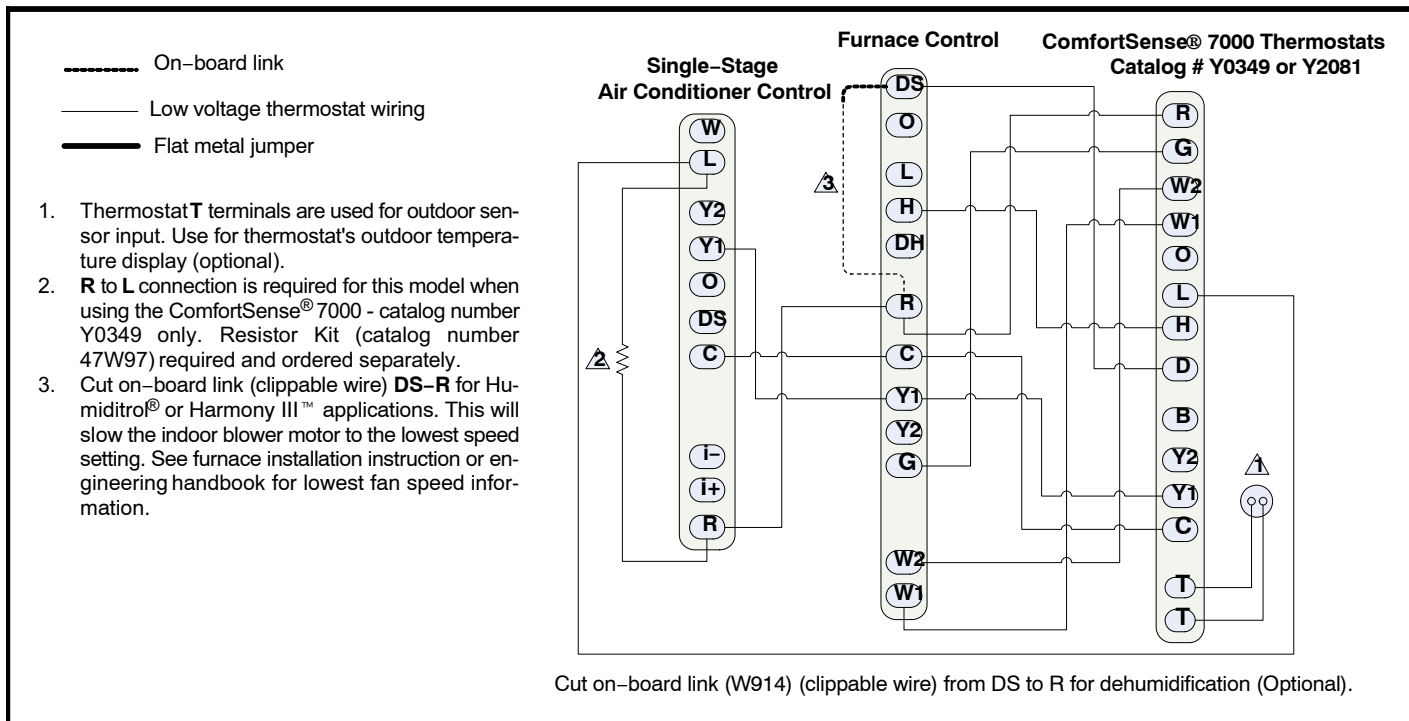 On–board link
Low voltage thermostat wiring
Flat metal jumper
1. Thermostat T terminals are used for outdoor sen-
sor input. Use for thermostat's outdoor tempera-
ture display (optional).
2. R to L connection is required for this model when
using the ComfortSense® 7000 - catalog number
Y0349 only. Resistor Kit (catalog number
47W97) required and ordered separately.
3. Cut on–board link (clippable wire) DS–R for Hu-
miditrol® or Harmony III™ applications. This will
slow the indoor blower motor to the lowest speed
setting. See furnace installation instruction or en-
gineering handbook for lowest fan speed infor-
mation.
Single–Stage
Air Conditioner Control
W
L
Y2
Y1
O
DS
C
i–
i+
R
2
Furnace Control
DS
O
L
H
DH
R
C
Y1
Y2
G
W2
W1
3
ComfortSense® 7000 Thermostats
Catalog # Y0349 or Y2081
R
G
W2
W1
O
L
H
D
B
Y2
Y1
C
T
T
1
Cut on–board link (W914) (clippable wire) from DS to R for dehumidification (Optional).